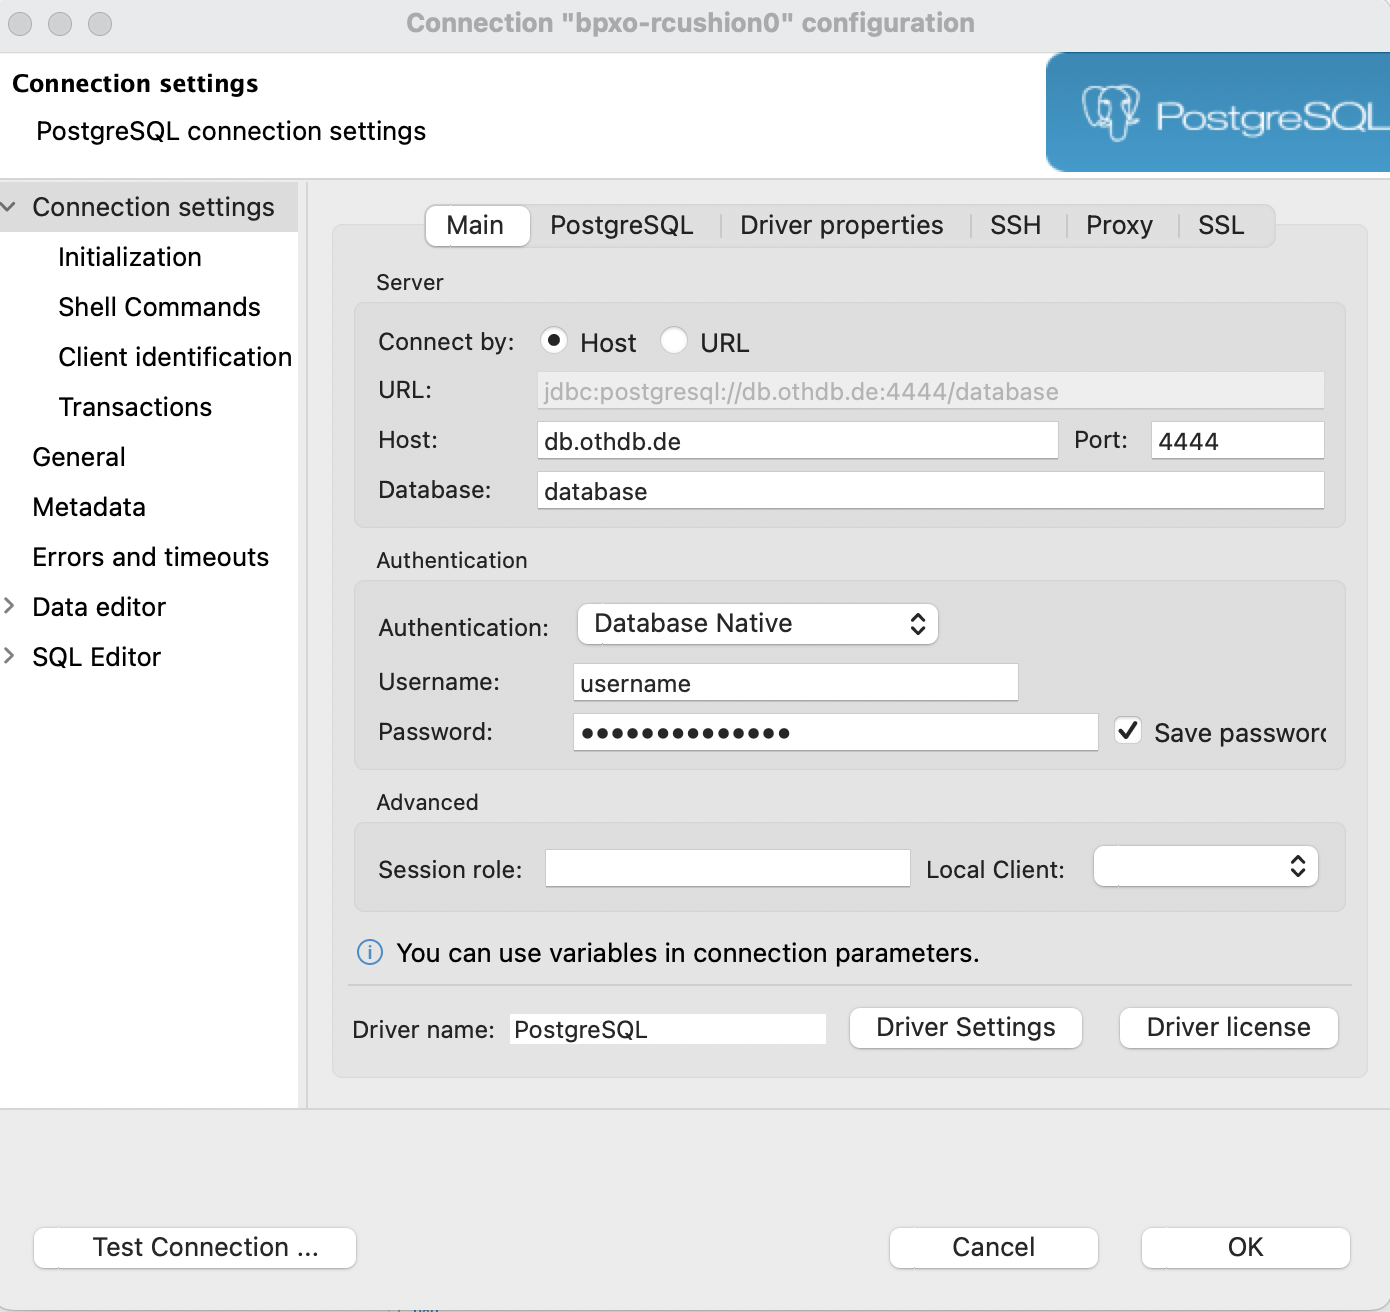 Connection "bpxo-rcushion0" configuration
Connection settings
PostgreSQL connection settings
PostgreSQL
Connection settings
Initialization
Shell Commands
Client identification
Transactions
General
Metadata
Errors and timeouts
Data editor
SQL Editor
Main PostgreSQL Driver properties SSH Proxy SSL
Server
Connect by: Host URL
URL: jdbc:postgresql://db.othdb.de:4444/database
Host: db.othdb.de Port: 4444
Database: database
Authentication
Authentication: Database Native
Username: username
Password: ●●●●●●●●●●●●●● Save password
Advanced
Session role: Local Client:
You can use variables in connection parameters.
Driver name: PostgreSQL Driver Settings Driver license
Test Connection ... Cancel OK